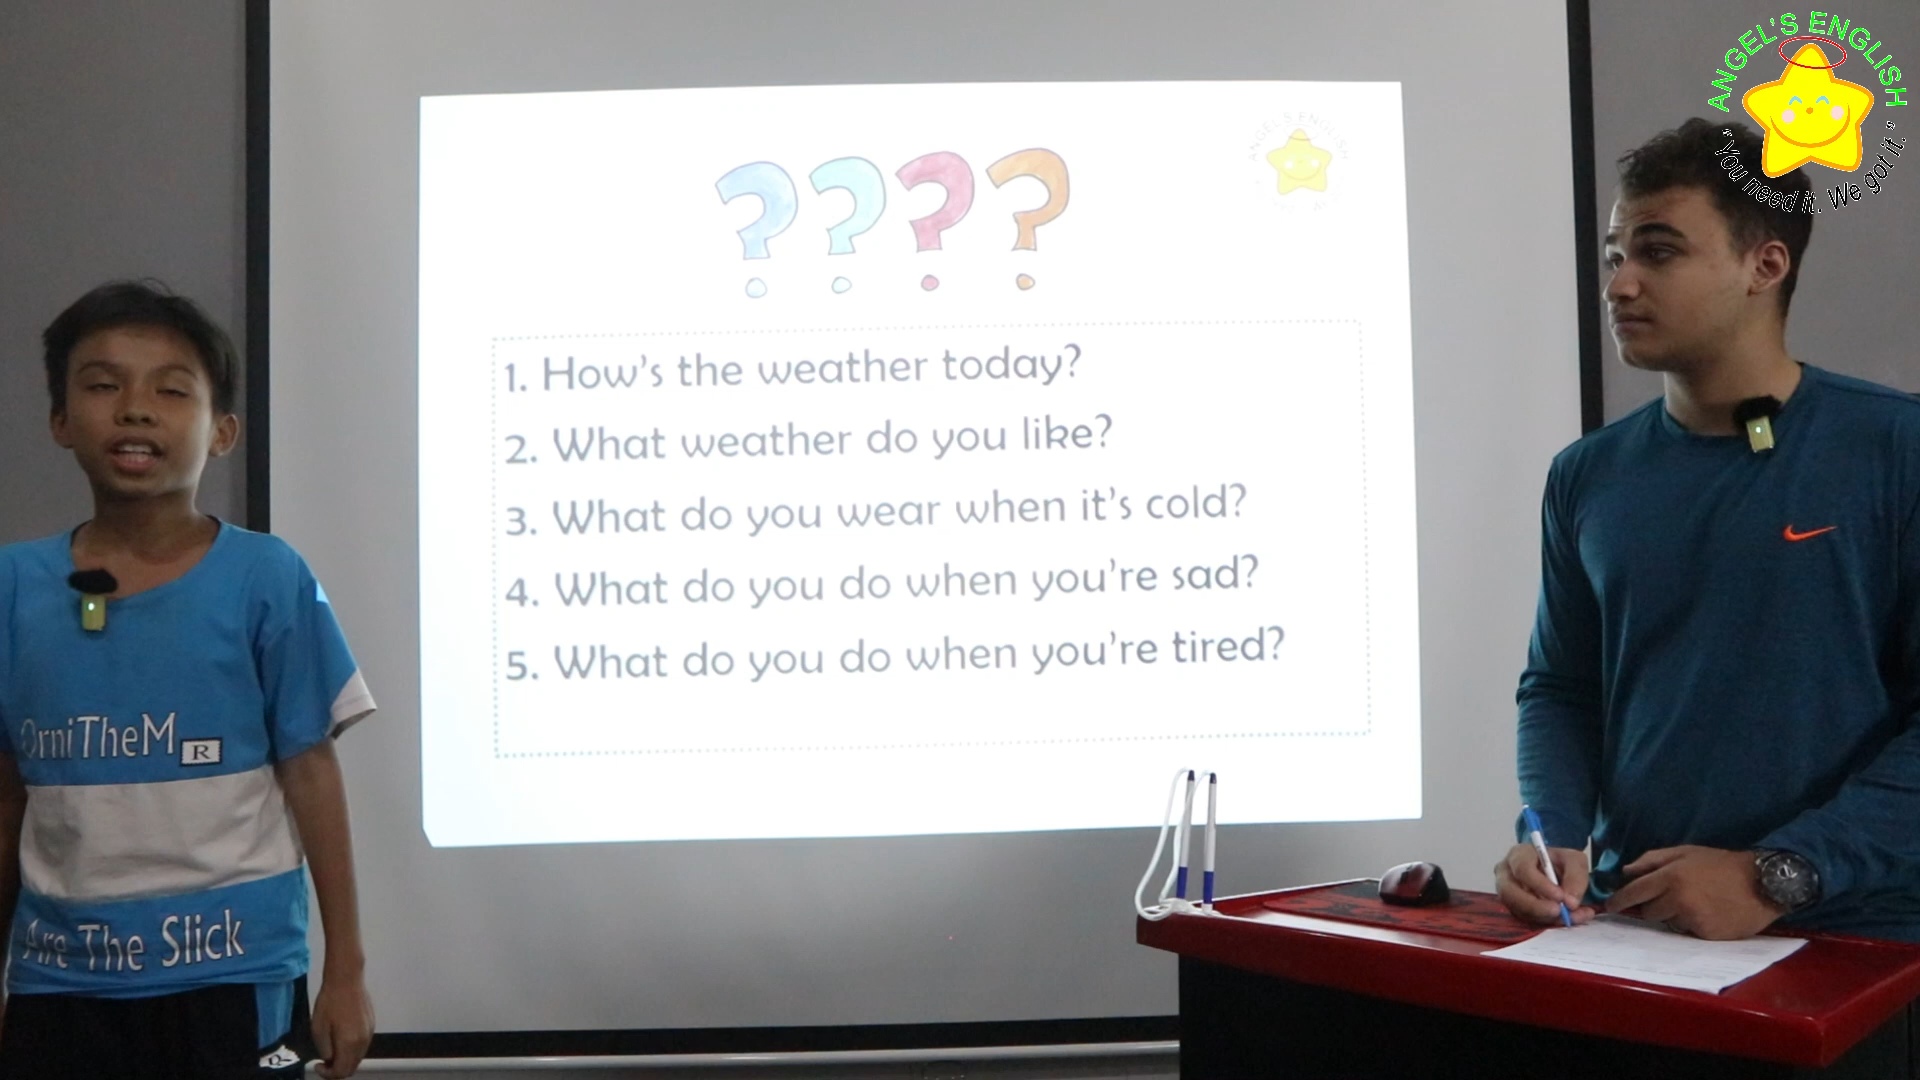 ANGEL'S ENGLISH
"You need it. We got it."
ANGEL'S ENGLISH
????
1. How's the weather today?
2. What weather do you like?
3. What do you wear when it's cold?
4. What do you do when you're sad?
5. What do you do when you're tired?
OrniTheM
R
Are The Slick